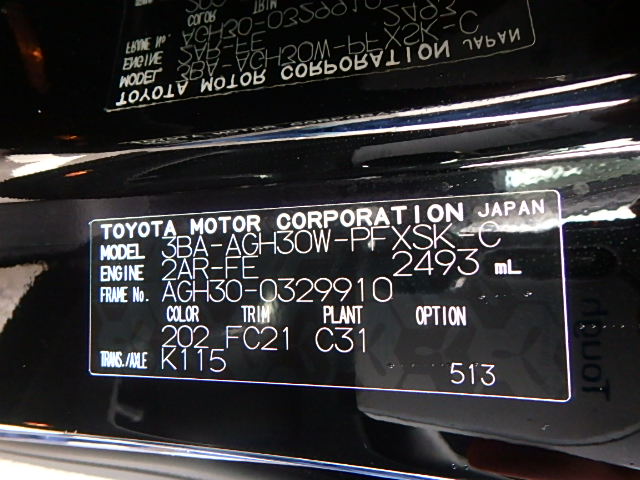 TOYOTA MOTOR CORPORATION JAPAN
MODEL 3BA-AGH30W-PFXSK-C
ENGINE 2AR-FE 2493 mL
FRAME No. AGH30-0329910
COLOR TRIM PLANT OPTION
202 FC21 C31
TRANS./AXLE K115
513